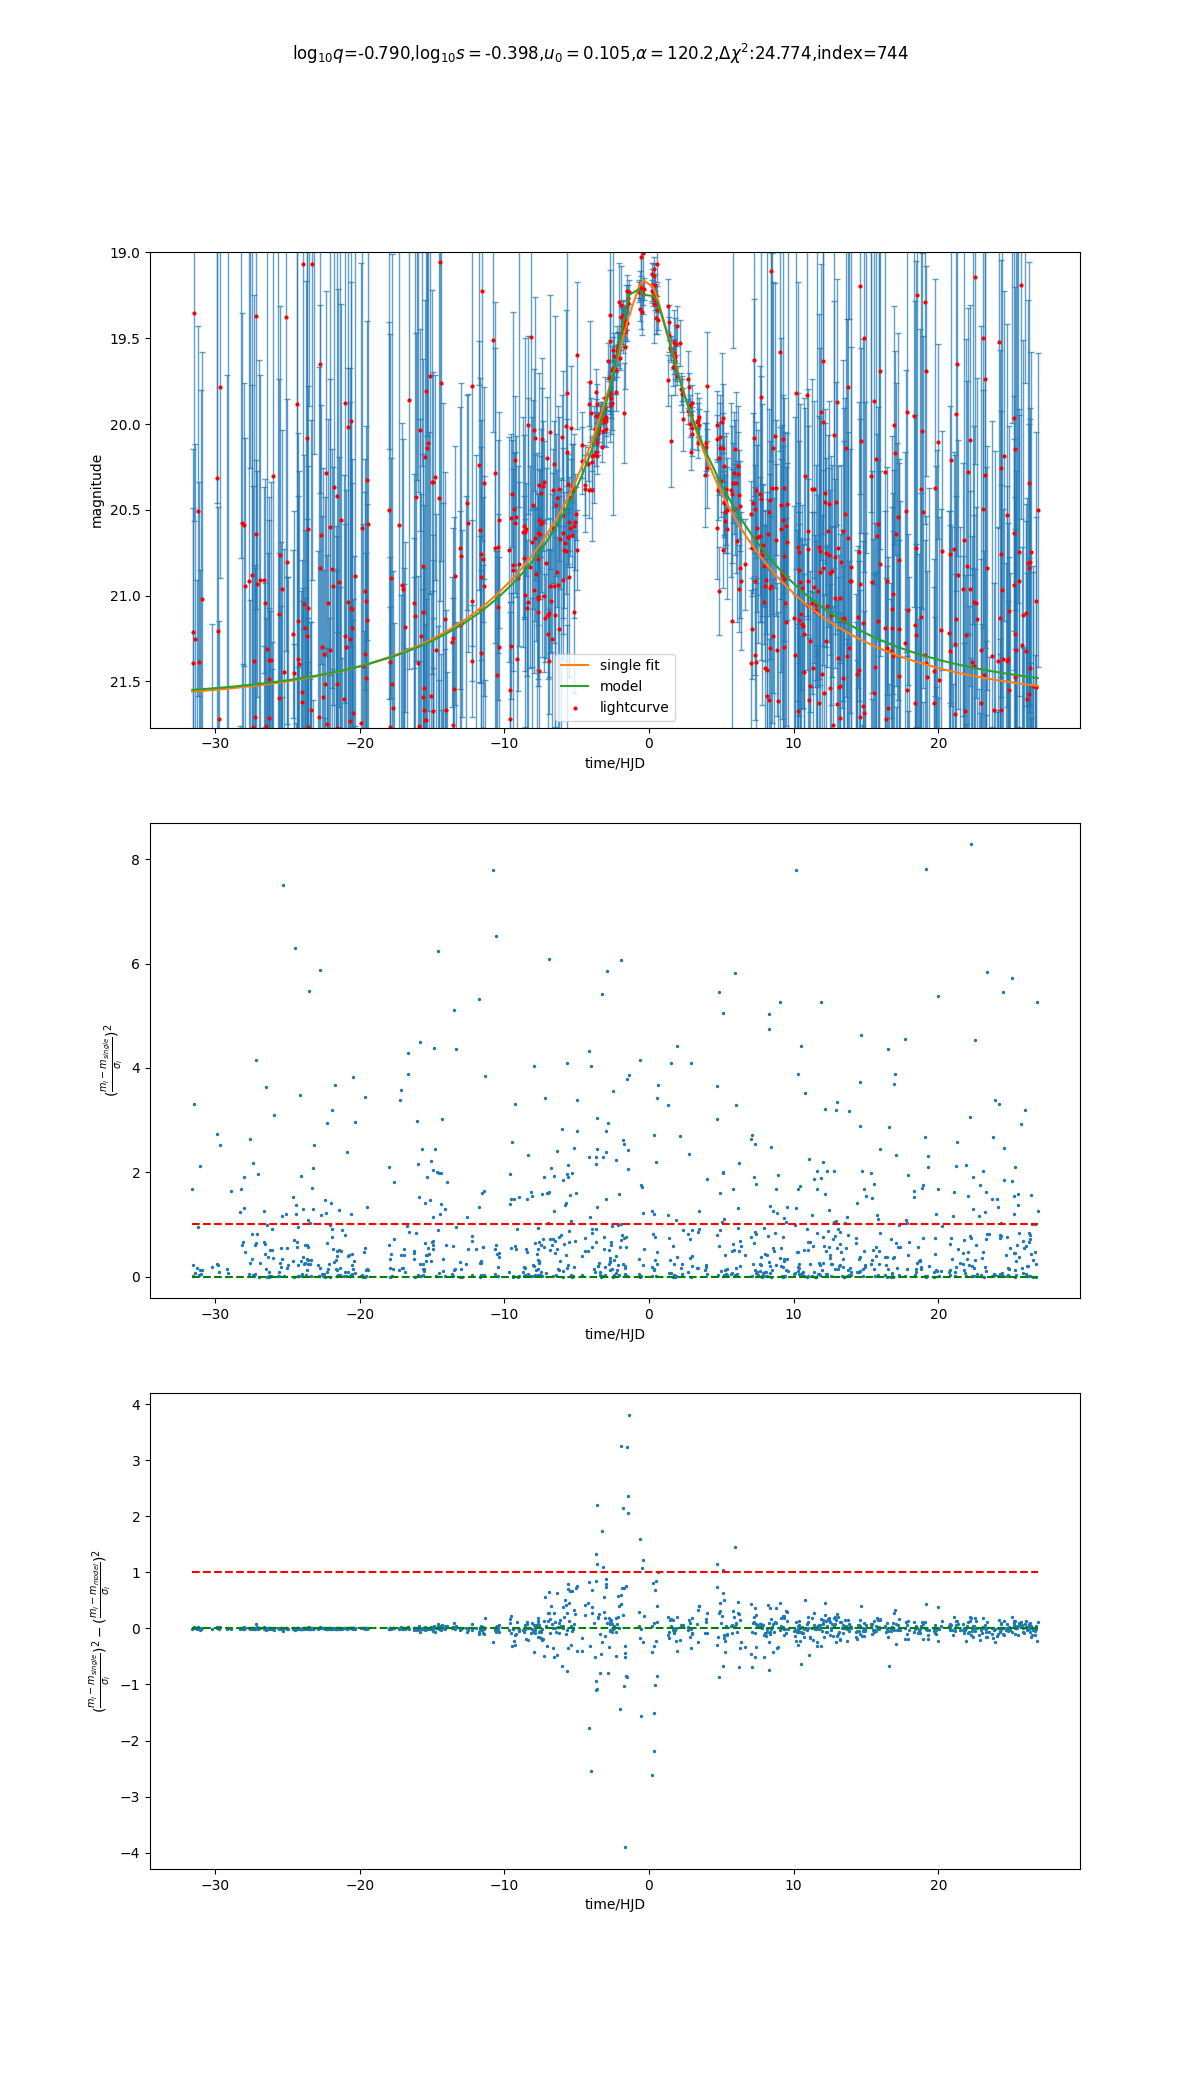 log₁₀q=-0.790,log₁₀s = -0.398,u₀ = 0.105,α = 120.2,Δχ²:24.774,index=744
19.0
19.5
20.0
20.5
21.0
21.5
magnitude
single fit
model
lightcurve
−30 −20 −10 0 10 20
time/HJD
8
6
4
2
0
(mᵢ − m_single / σᵢ)²
−30 −20 −10 0 10 20
time/HJD
4
3
2
1
0
−1
−2
−3
−4
(mᵢ − m_single / σᵢ)² − (mᵢ − m_model / σᵢ)²
−30 −20 −10 0 10 20
time/HJD